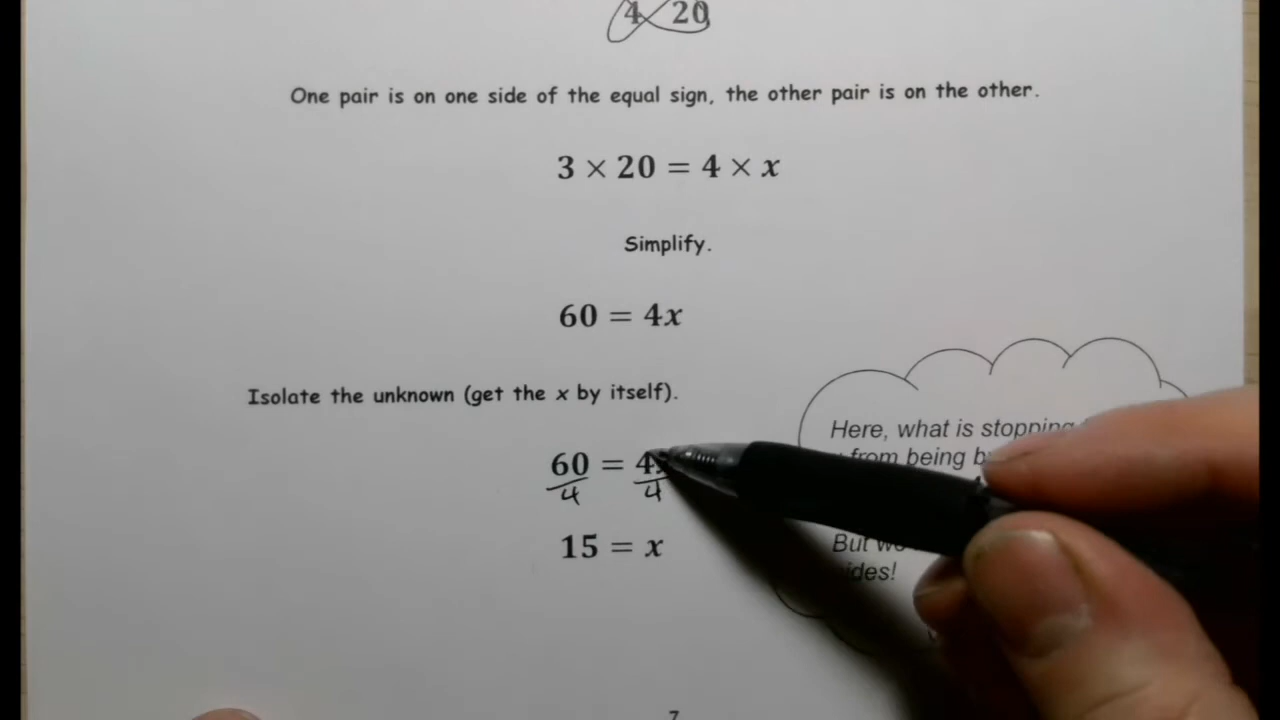 4 20
One pair is on one side of the equal sign, the other pair is on the other.
3 × 20 = 4 × x
Simplify.
60 = 4x
Isolate the unknown (get the x by itself).
Here, what is stopping
from being
60 = 4
4 4
15 = x
But
7